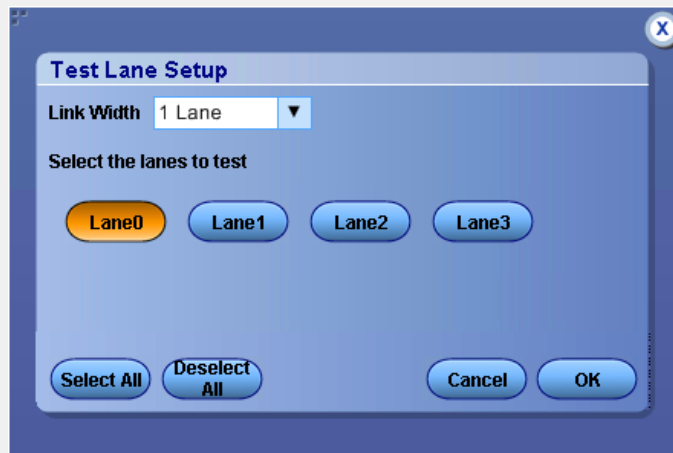 X
Test Lane Setup
Link Width 1 Lane ▼
Select the lanes to test
Lane0 Lane1 Lane2 Lane3
Select All Deselect All Cancel OK